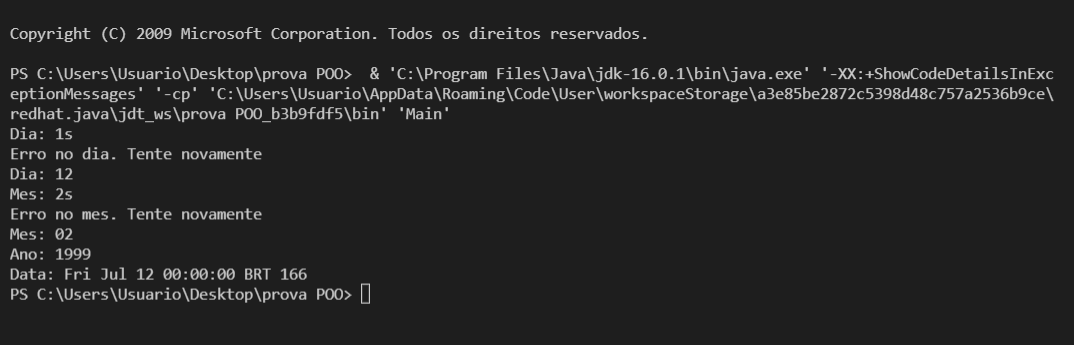 Copyright (C) 2009 Microsoft Corporation. Todos os direitos reservados.
PS C:\Users\Usuario\Desktop\prova POO>  & 'C:\Program Files\Java\jdk-16.0.1\bin\java.exe' '-XX:+ShowCodeDetailsInExc
eptionMessages' '-cp' 'C:\Users\Usuario\AppData\Roaming\Code\User\workspaceStorage\a3e85be2872c5398d48c757a2536b9ce\
redhat.java\jdt_ws\prova POO_b3b9fdf5\bin' 'Main'
Dia: 1s
Erro no dia. Tente novamente
Dia: 12
Mes: 2s
Erro no mes. Tente novamente
Mes: 02
Ano: 1999
Data: Fri Jul 12 00:00:00 BRT 166
PS C:\Users\Usuario\Desktop\prova POO>